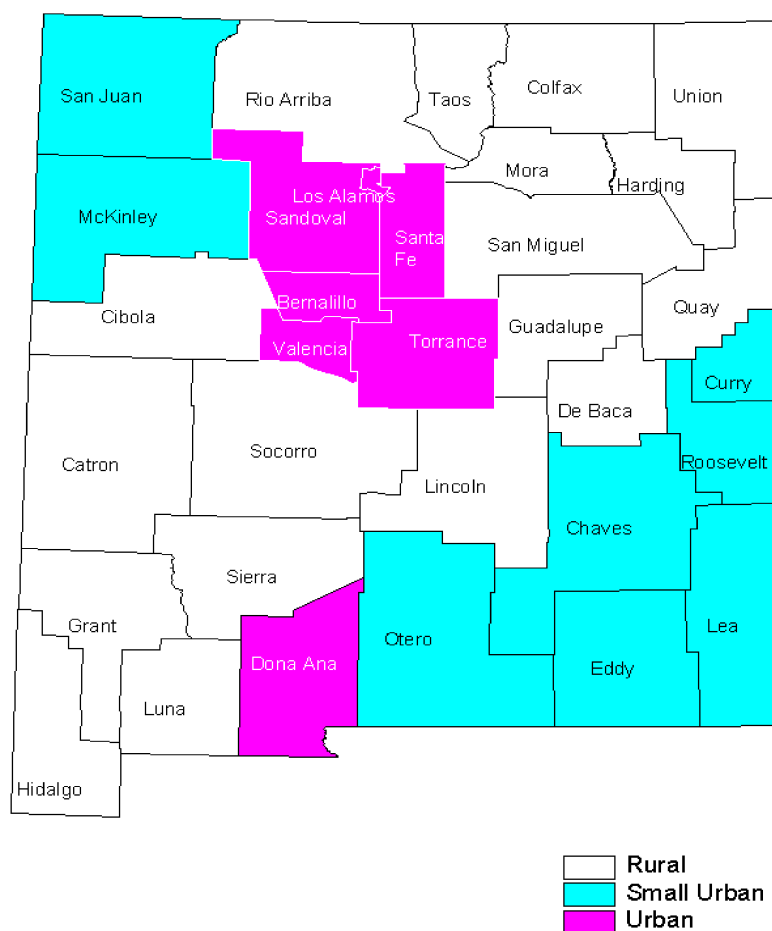 San Juan
Rio Arriba
Taos
Colfax
Union
Mora
Harding
Los Alamos
McKinley
Sandoval
Santa
Fe
San Miguel
Bernalillo
Cibola
Quay
Guadalupe
Valencia
Torrance
Curry
De Baca
Socorro
Catron
Roosevelt
Lincoln
Chaves
Sierra
Grant
Otero
Lea
Dona Ana
Eddy
Luna
Hidalgo
Rural
Small Urban
Urban